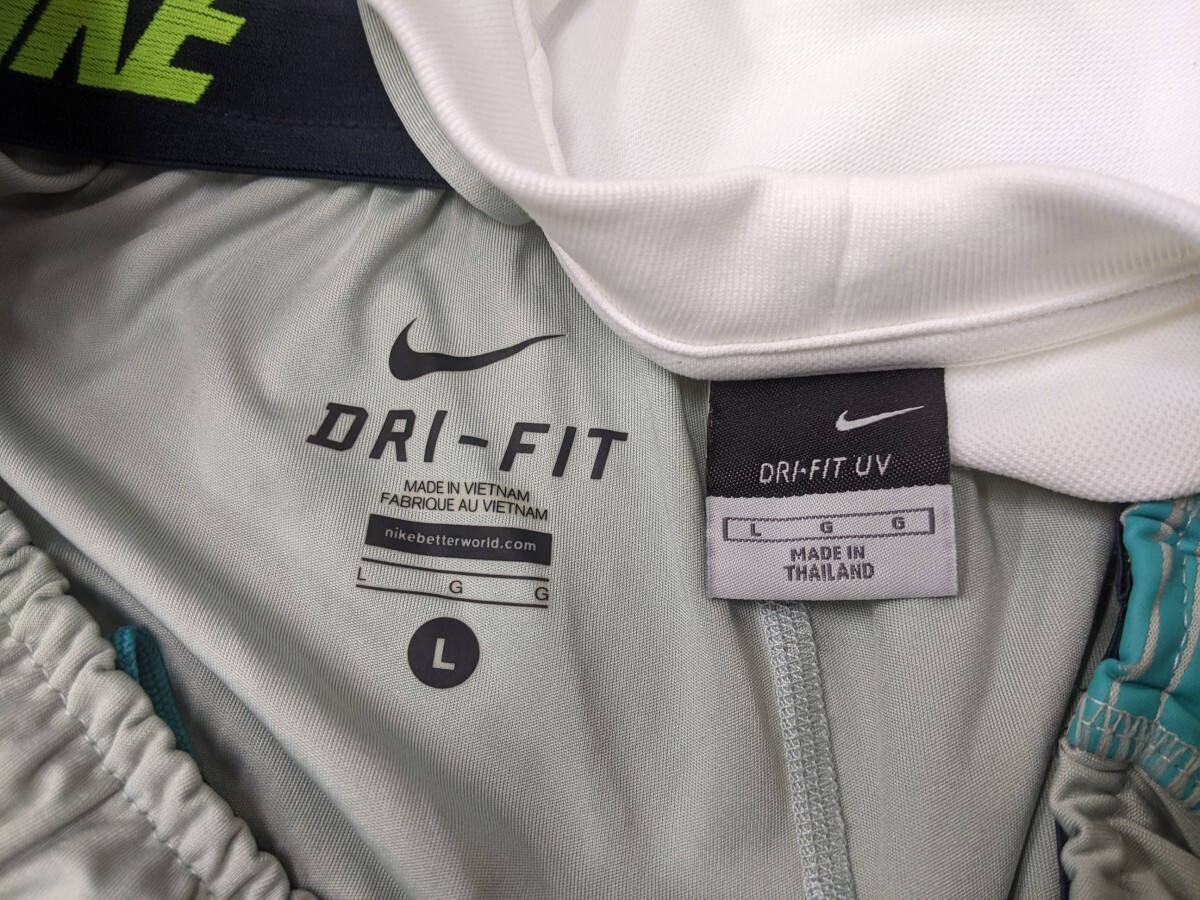 DRI-FIT
MADE IN VIETNAM
FABRIQUE AU VIETNAM
nikebetterworld.com
L G G
L
DRI-FIT UV
L G G
MADE IN
THAILAND